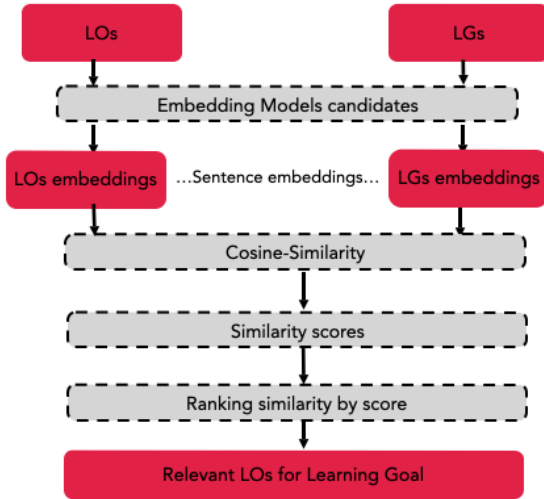 LOs
LGs
Embedding Models candidates
LOs embeddings
...Sentence embeddings...
LGs embeddings
Cosine-Similarity
Similarity scores
Ranking similarity by score
Relevant LOs for Learning Goal